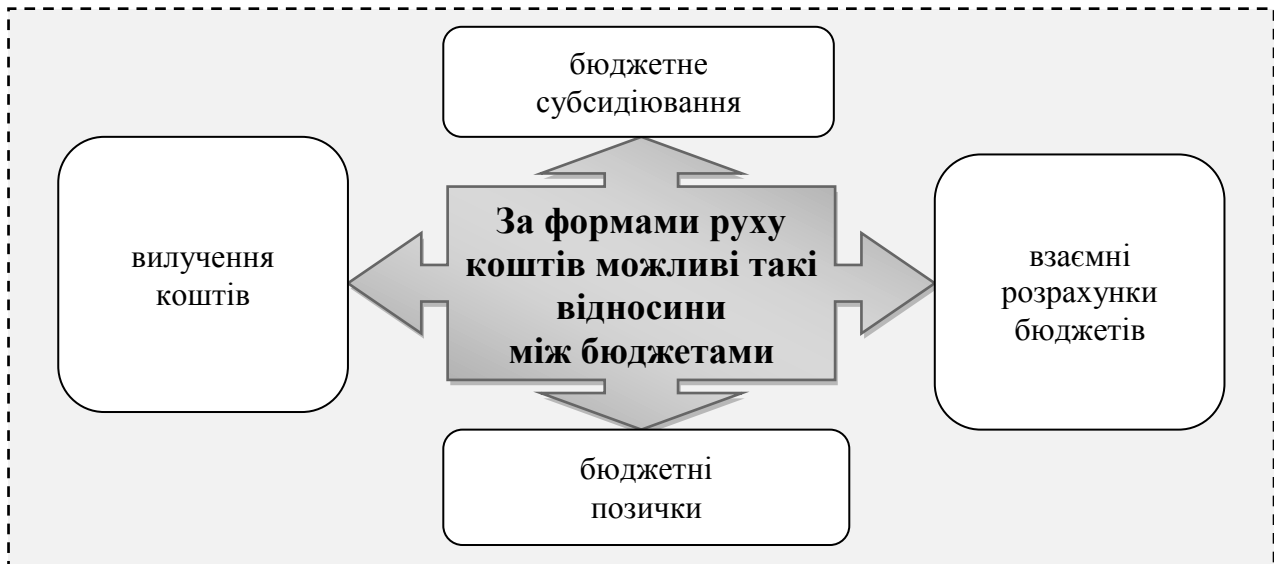 бюджетне
субсидіювання
вилучення
коштів
За формами руху
коштів можливі такі
відносини
між бюджетами
взаємні
розрахунки
бюджетів
бюджетні
позички